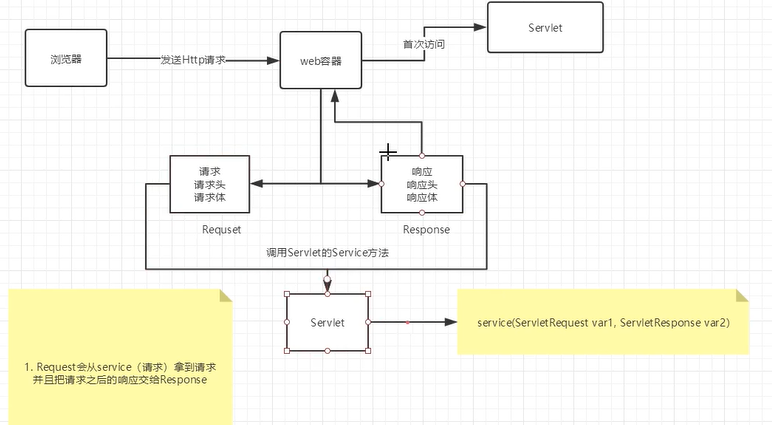 Servlet
浏览器
发送Http请求
web容器
首次访问
请求
请求头
请求体
响应
响应头
响应体
Requset
Response
调用Servlet的Service方法
Servlet
service(ServletRequest var1, ServletResponse var2)
1. Request会从service（请求）拿到请求
并且把请求之后的响应交给Response